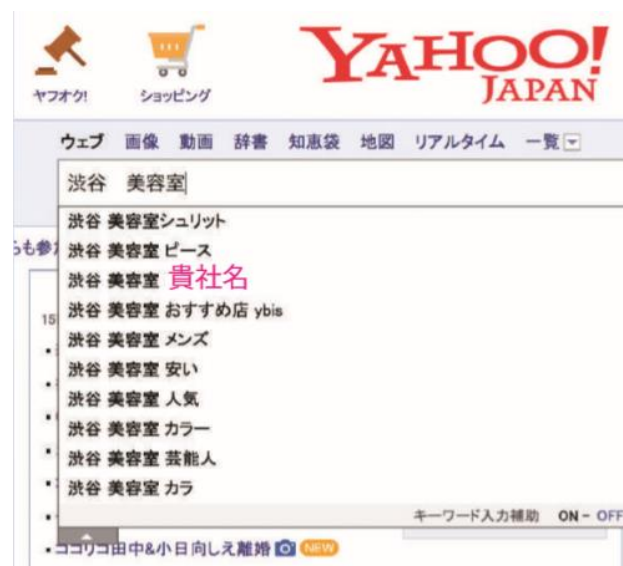 YAHOO!
JAPAN
ヤフオク! ショッピング
ウェブ 画像 動画 辞書 知恵袋 地図 リアルタイム 一覧
渋谷 美容室
渋谷 美容室シュリット
らも参
渋谷 美容室 ピース
渋谷 美容室 貴社名
渋谷 美容室 おすすめ店 ybis
15
渋谷 美容室 メンズ
渋谷 美容室 安い
渋谷 美容室 人気
渋谷 美容室 カラー
渋谷 美容室 芸能人
渋谷 美容室 カラ
キーワード入力補助 ON - OFF
ココリコ田中&小日向しえ離婚 NEW